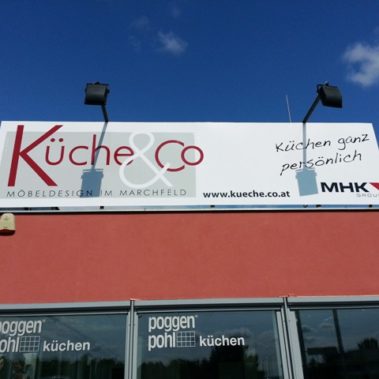 Küche&Co
MÖBELDESIGN IM MARCHFELD
www.kueche.co.at
Küchen ganz
persönlich
MHK
GROUP
poggen
pohl küchen
poggen
pohl küchen